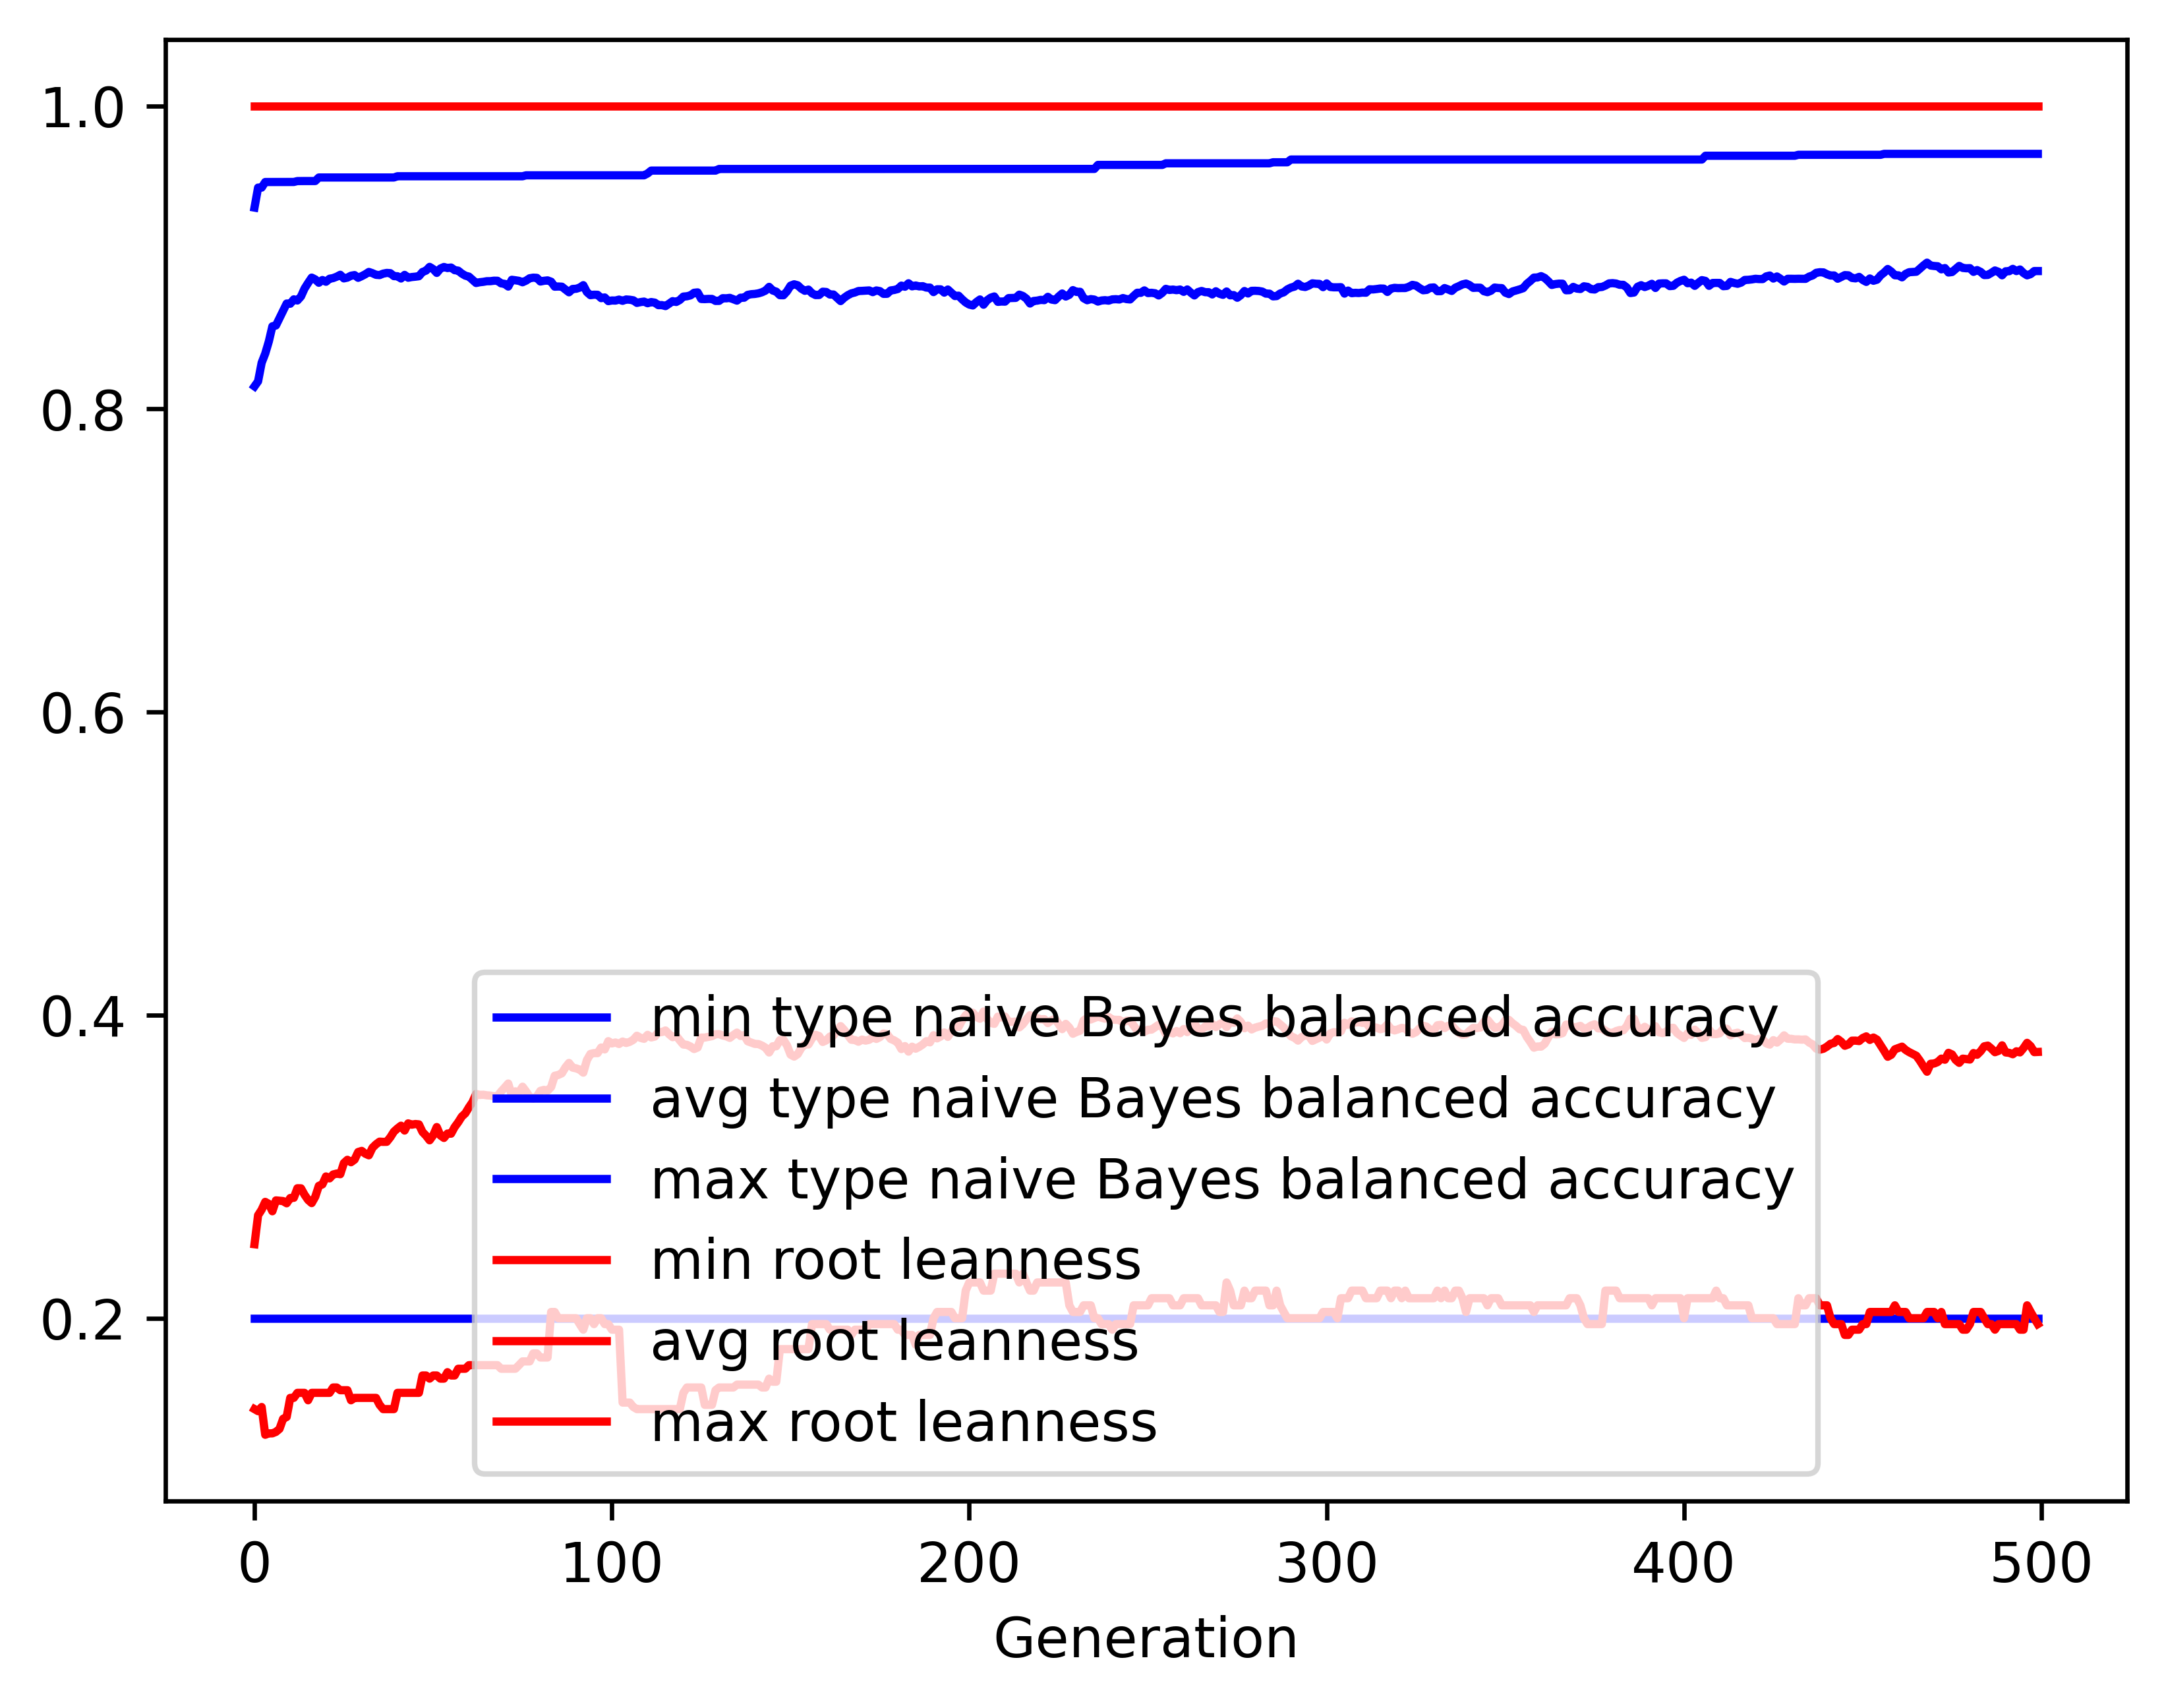 1.0
0.8
0.6
0.4
0.2
min type naive Bayes balanced accuracy
avg type naive Bayes balanced accuracy
max type naive Bayes balanced accuracy
min root leanness
avg root leanness
max root leanness
0 100 200 300 400 500
Generation